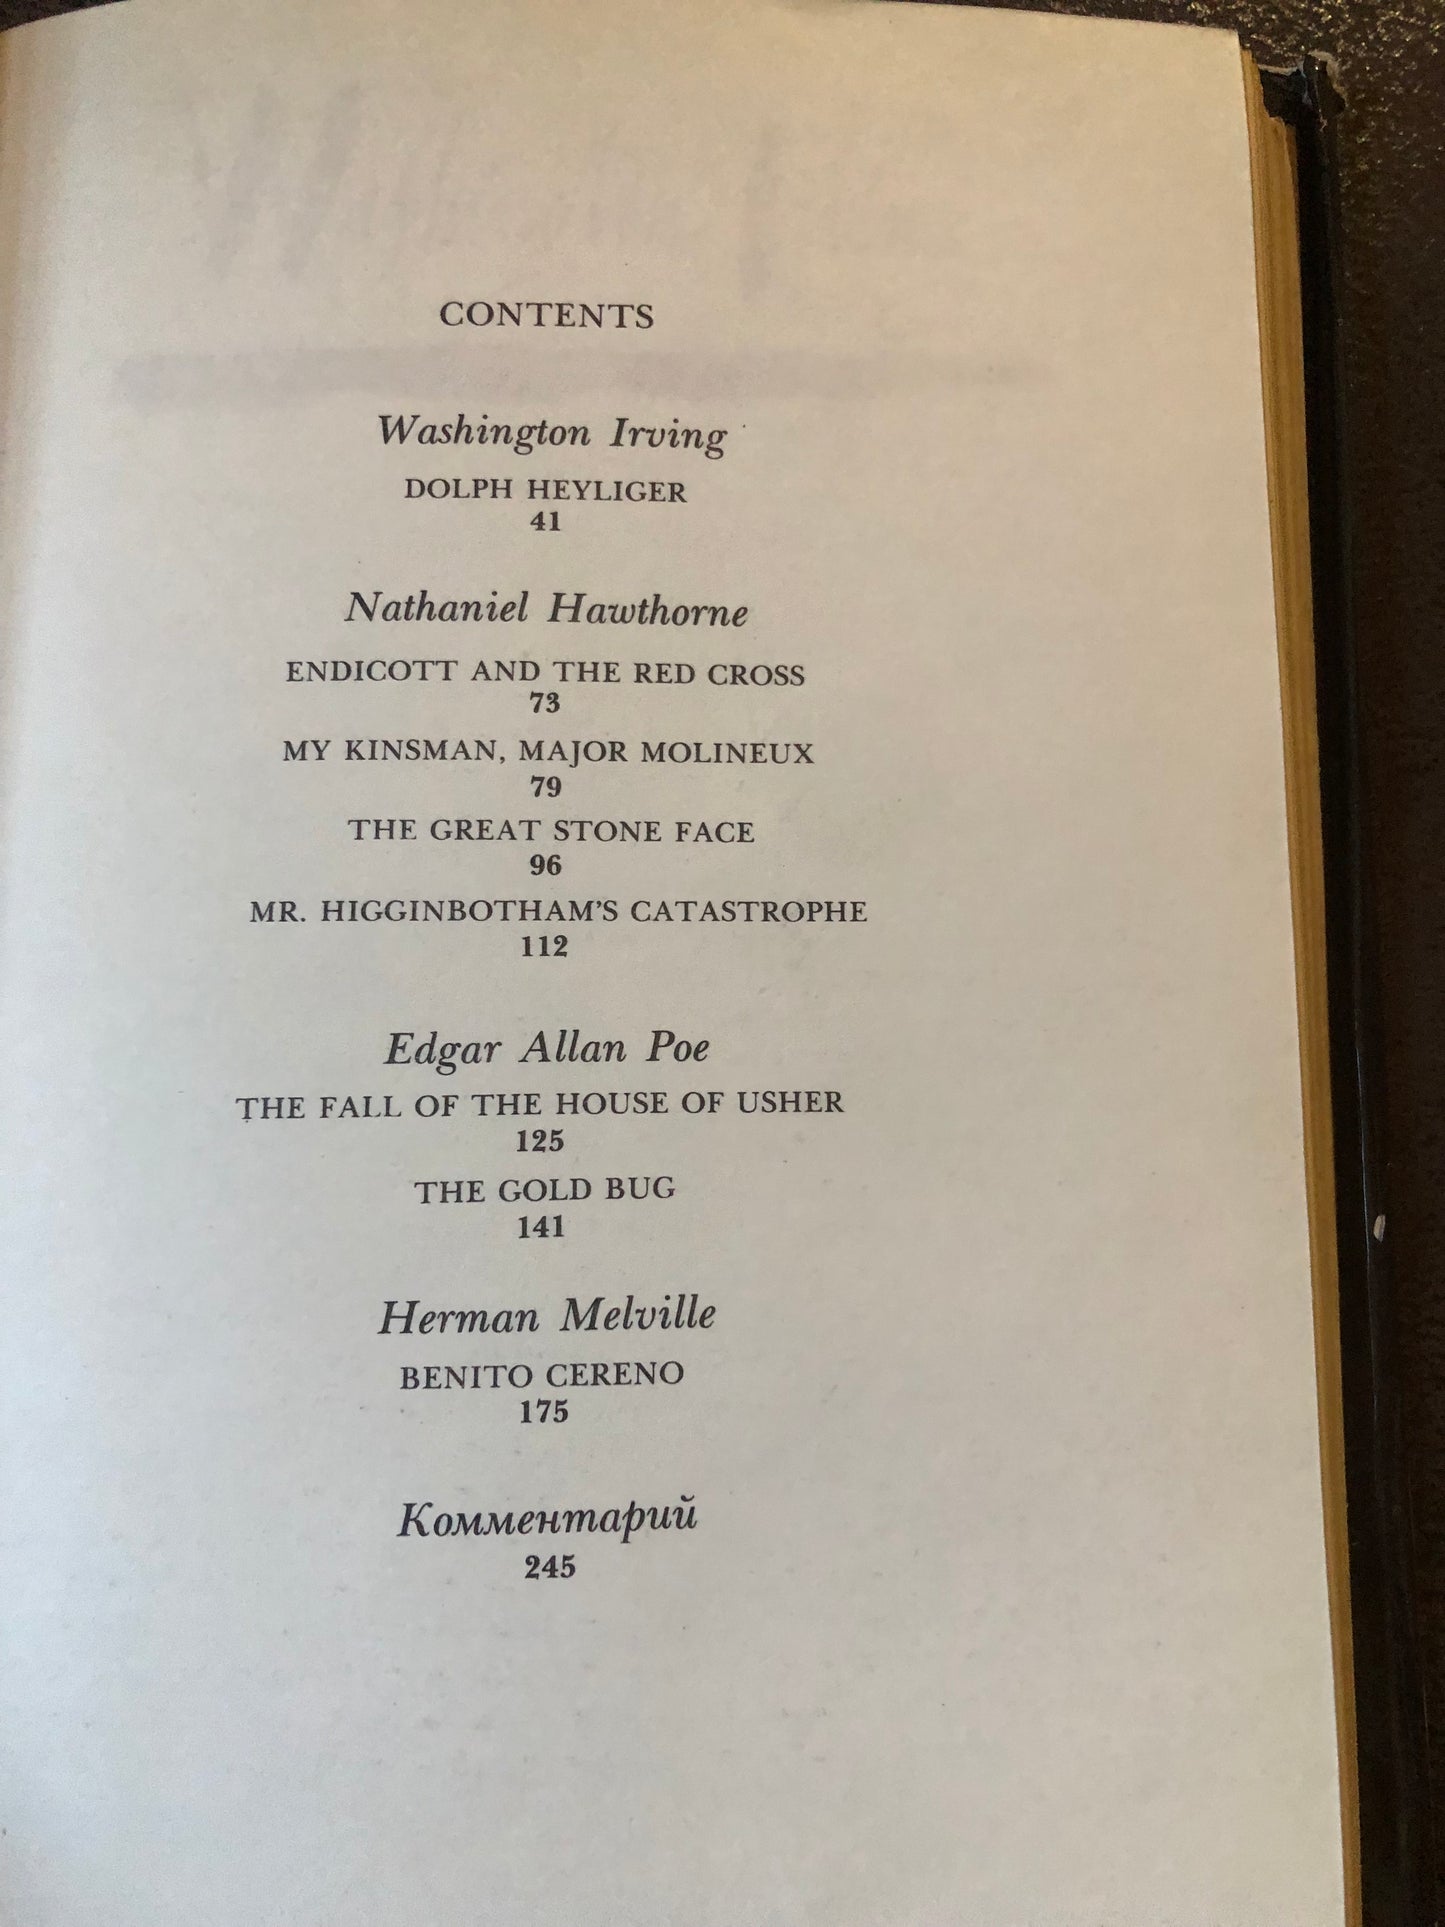 CONTENTS
Washington Irving
DOLPH HEYLIGER
41
Nathaniel Hawthorne
ENDICOTT AND THE RED CROSS
73
MY KINSMAN, MAJOR MOLINEUX
79
THE GREAT STONE FACE
96
MR. HIGGINBOTHAM'S CATASTROPHE
112
Edgar Allan Poe
THE FALL OF THE HOUSE OF USHER
125
THE GOLD BUG
141
Herman Melville
BENITO CERENO
175
Комментарий
245